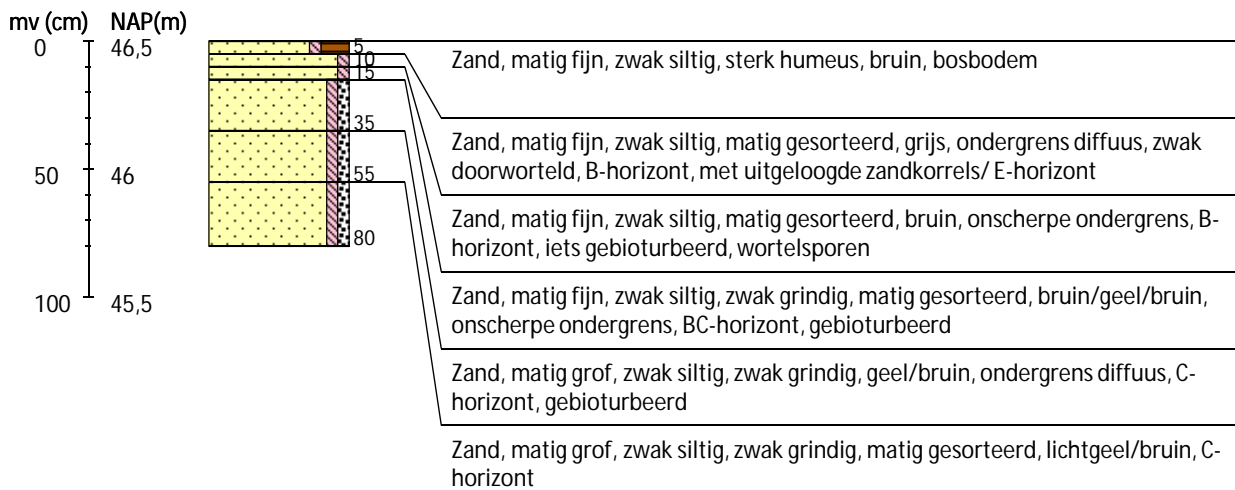 mv (cm) NAP(m)
0 46,5
5
10
15
35
50 46
55
80
100 45,5
Zand, matig fijn, zwak siltig, sterk humeus, bruin, bosbodem
Zand, matig fijn, zwak siltig, matig gesorteerd, grijs, ondergrens diffuus, zwak
doorworteld, B-horizont, met uitgeloogde zandkorrels/ E-horizont
Zand, matig fijn, zwak siltig, matig gesorteerd, bruin, onscherpe ondergrens, B-
horizont, iets gebioturbeerd, wortelsporen
Zand, matig fijn, zwak siltig, zwak grindig, matig gesorteerd, bruin/geel/bruin,
onscherpe ondergrens, BC-horizont, gebioturbeerd
Zand, matig grof, zwak siltig, zwak grindig, geel/bruin, ondergrens diffuus, C-
horizont, gebioturbeerd
Zand, matig grof, zwak siltig, zwak grindig, matig gesorteerd, lichtgeel/bruin, C-
horizont